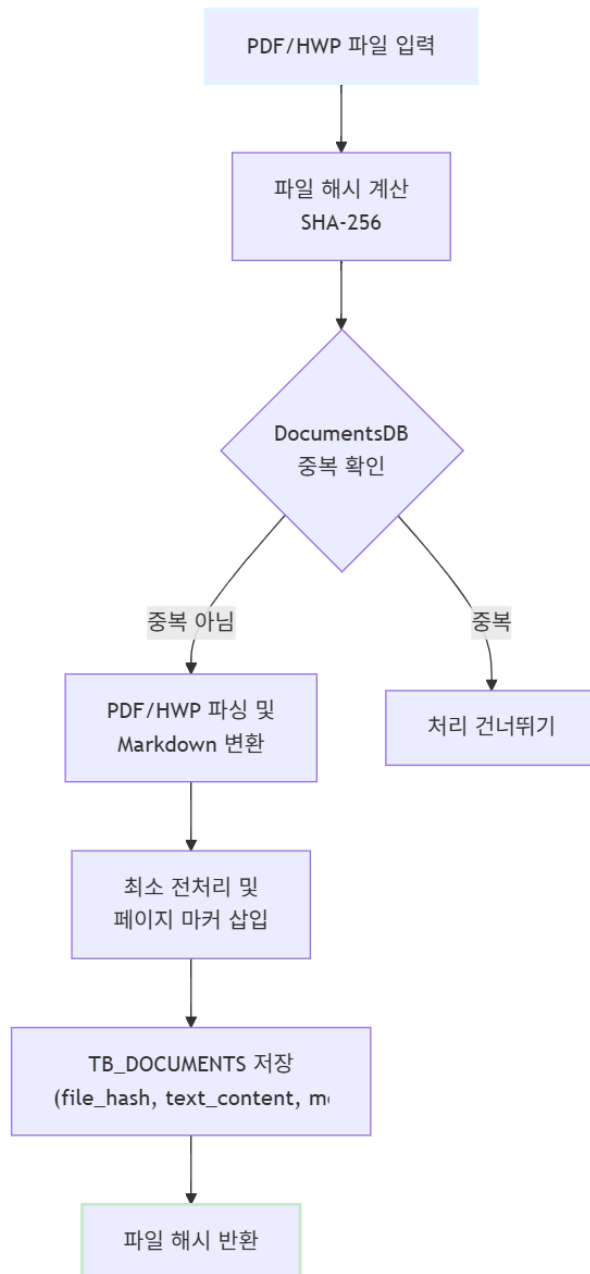 PDF/HWP 파일 입력
파일 해시 계산
SHA-256
DocumentsDB
중복 확인
중복 아님
중복
PDF/HWP 파싱 및
Markdown 변환
처리 건너뛰기
최소 전처리 및
페이지 마커 삽입
TB_DOCUMENTS 저장
(file_hash, text_content,
파일 해시 반환